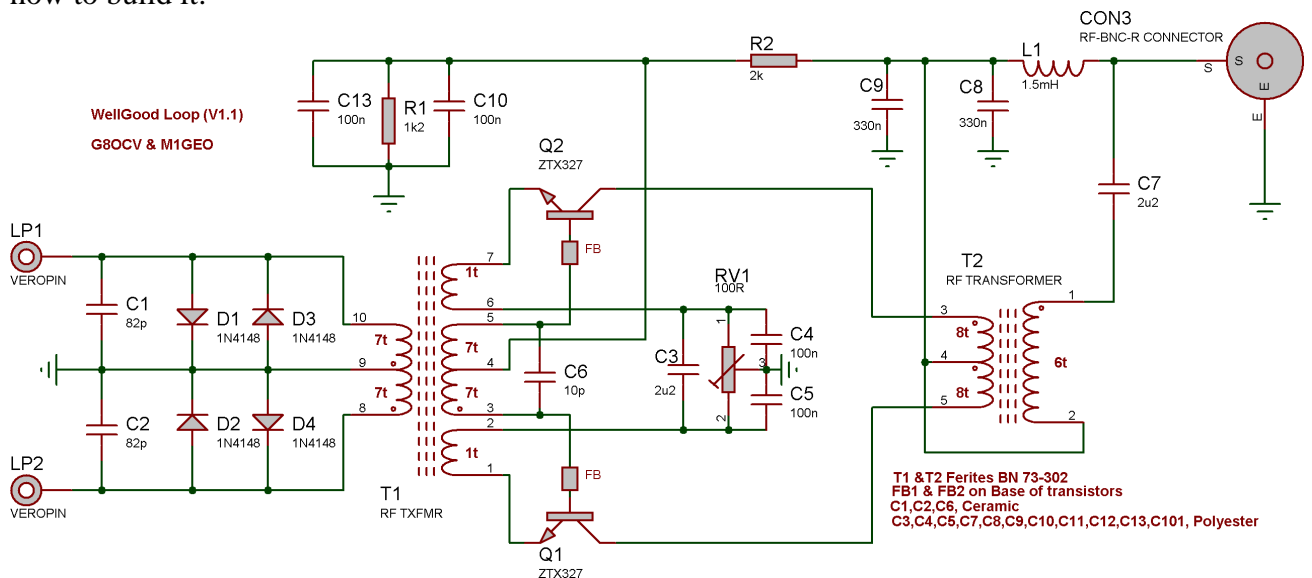 how to build it.
CON3
RF-BNC-R CONNECTOR
R2
2k
L1
1.5mH
S
S
E
E
C13
100n
R1
1k2
C10
100n
C9
330n
C8
330n
WellGood Loop (V1.1)
G8OCV & M1GEO
Q2
ZTX327
C7
2u2
LP1
VEROPIN
FB
7
1t
6
RV1
100R
1
T2
RF TRANSFORMER
1
C1
82p
D1
1N4148
D3
1N4148
10
7t
5
7t
C4
100n
3
8t
9
4
C6
10p
C3
2u2
3
4
6t
7t
7t
C5
100n
8t
8
3
2
5
2
C2
82p
D2
1N4148
D4
1N4148
2
1t
1
LP2
VEROPIN
FB
T1
RF TXFMR
T1 &T2 Ferites BN 73-302
FB1 & FB2 on Base of transistors
C1,C2,C6, Ceramic
C3,C4,C5,C7,C8,C9,C10,C11,C12,C13,C101, Polyester
Q1
ZTX327